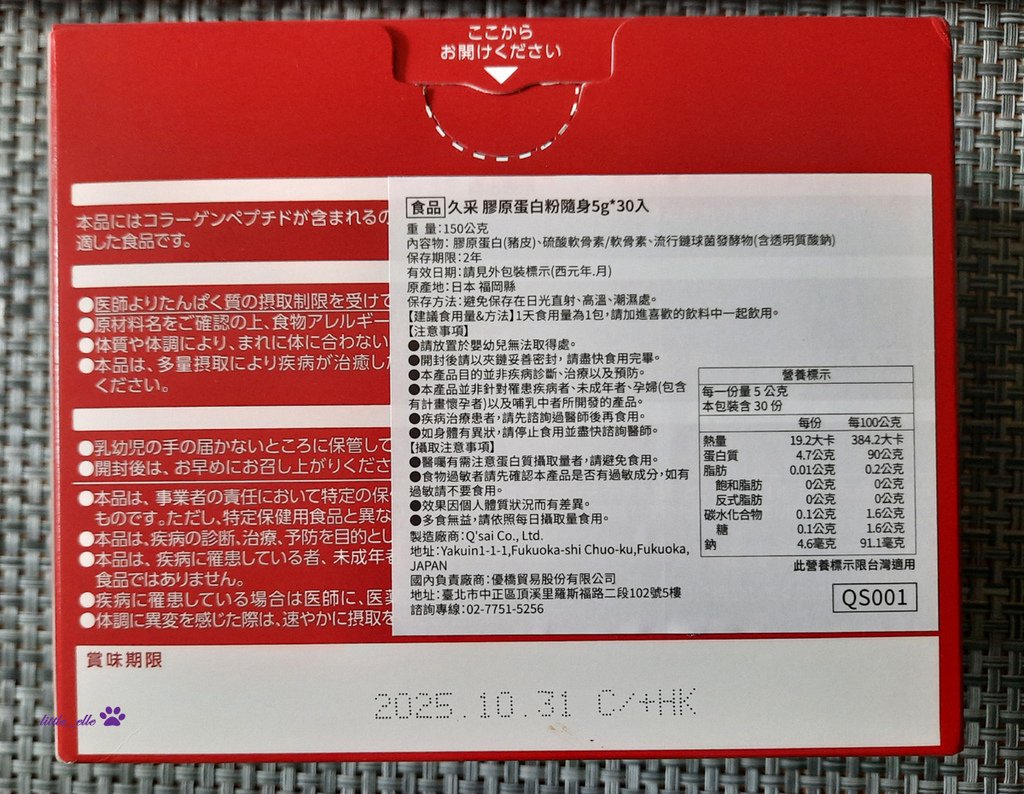 ここから
お開けください
本品にはコラーゲンペプチドが含まれるの
適した食品です。
●医師よりたんぱく質の摂取制限を受けて
●原材料名をご確認の上、食物アレルギー
●体質や体調により、まれに体に合わない
●本品は、多量摂取により疾病が治癒し
ください。
●乳幼児の手の届かないところに保管して
●開封後は、お早めにお召し上がりくださ
●本品は、事業者の責任において特定の保
ものです。ただし、特定保健用食品と異な
●本品は、疾病の診断、治療、予防を目的とし
●本品は、疾病に罹患している者、未成年者
食品ではありません。
●疾病に罹患している場合は医師に、医薬
●体調に異変を感じた際は、速やかに摂取を
食品 久采 膠原蛋白粉隨身5g*30入
重 量:150公克
內容物: 膠原蛋白(豬皮)、硫酸軟骨素/軟骨素、流行鏈球菌發酵物(含透明質酸鈉)
保存期限:2年
有效日期:請見外包裝標示(西元年.月)
原產地:日本 福岡縣
保存方法:避免保存在日光直射、高溫、潮濕處。
【建議食用量&方法】1天食用量為1包,請加進喜歡的飲料中一起飲用。
【注意事項】
●請放置於嬰幼兒無法取得處。
●開封後請以夾鏈妥善密封,請盡快食用完畢。
●本產品目的並非疾病診斷、治療以及預防。
●本產品並非針對罹患疾病者、未成年者、孕婦(包含
有計畫懷孕者)以及哺乳中者所開發的產品。
●疾病治療患者,請先諮詢過醫師後再食用。
●如身體有異狀,請停止食用並盡快諮詢醫師。
【攝取注意事項】
●醫囑有需注意蛋白質攝取量者,請避免食用。
●食物過敏者請先確認本產品是否有過敏成分,如有
過敏請不要食用。
●效果因個人體質狀況而有差異。
●多食無益,請依照每日攝取量食用。
製造廠商:Q'sai Co., Ltd.
地址:Yakuin1-1-1,Fukuoka-shi Chuo-ku,Fukuoka,
JAPAN
國內負責廠商:優橋貿易股份有限公司
地址:臺北市中正區頂溪里羅斯福路二段102號5樓
諮詢專線:02-7751-5256
營養標示
每一份量 5 公克
本包裝含 30 份
每份 每100公克
熱量 19.2大卡 384.2大卡
蛋白質 4.7公克 90公克
脂肪 0.01公克 0.2公克
飽和脂肪 0公克 0公克
反式脂肪 0公克 0公克
碳水化合物 0.1公克 1.6公克
糖 0.1公克 1.6公克
鈉 4.6毫克 91.1毫克
此營養標示限台灣適用
QS001
賞味期限
2025.10.31 C/+HK